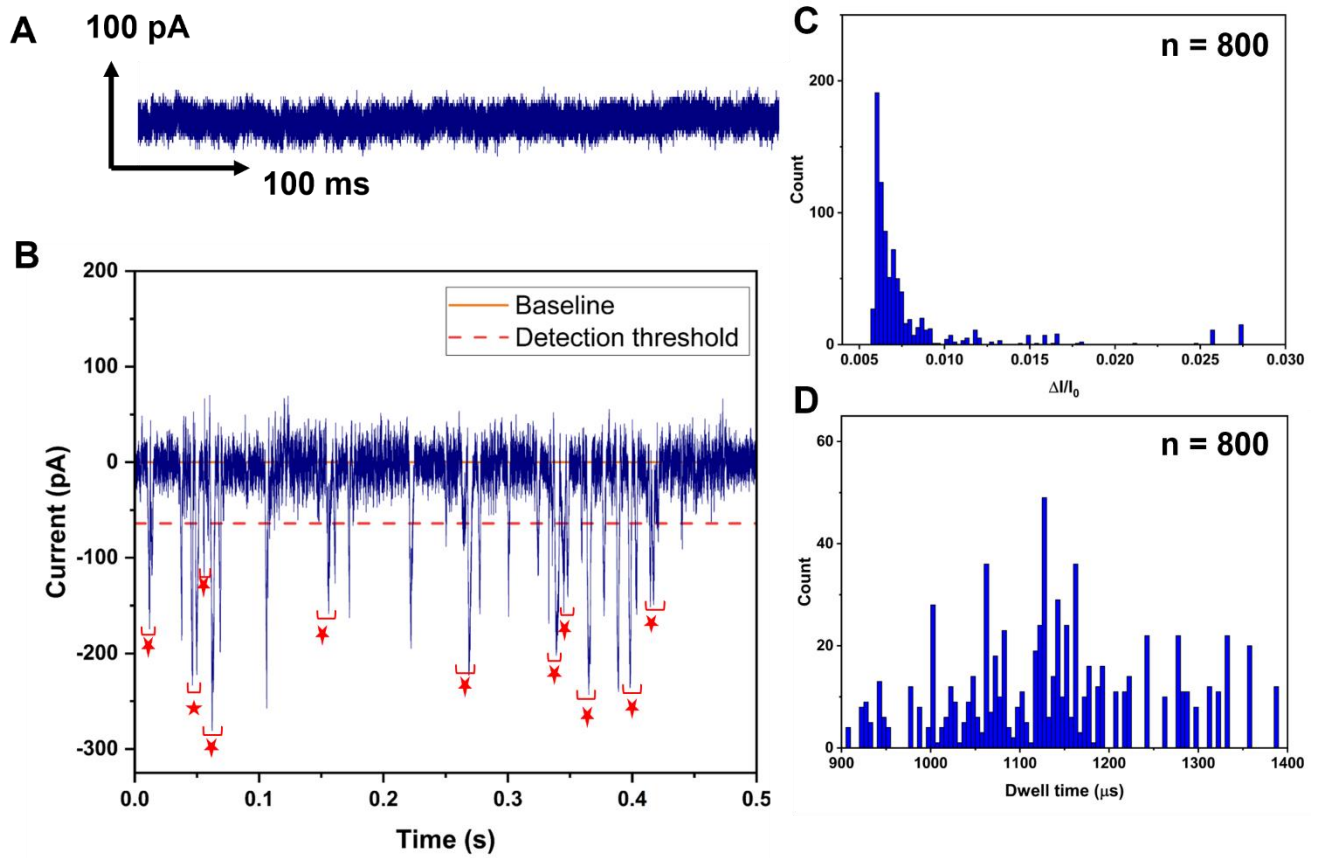 A
100 pA
100 ms
B
200
100
0
-100
-200
-300
Current (pA)
Baseline
Detection threshold
0.0 0.1 0.2 0.3 0.4 0.5
Time (s)
C
n = 800
200
100
0
Count
0.005 0.010 0.015 0.020 0.025 0.030
ΔI/I₀
D
n = 800
60
40
20
0
Count
900 1000 1100 1200 1300 1400
Dwell time (μs)